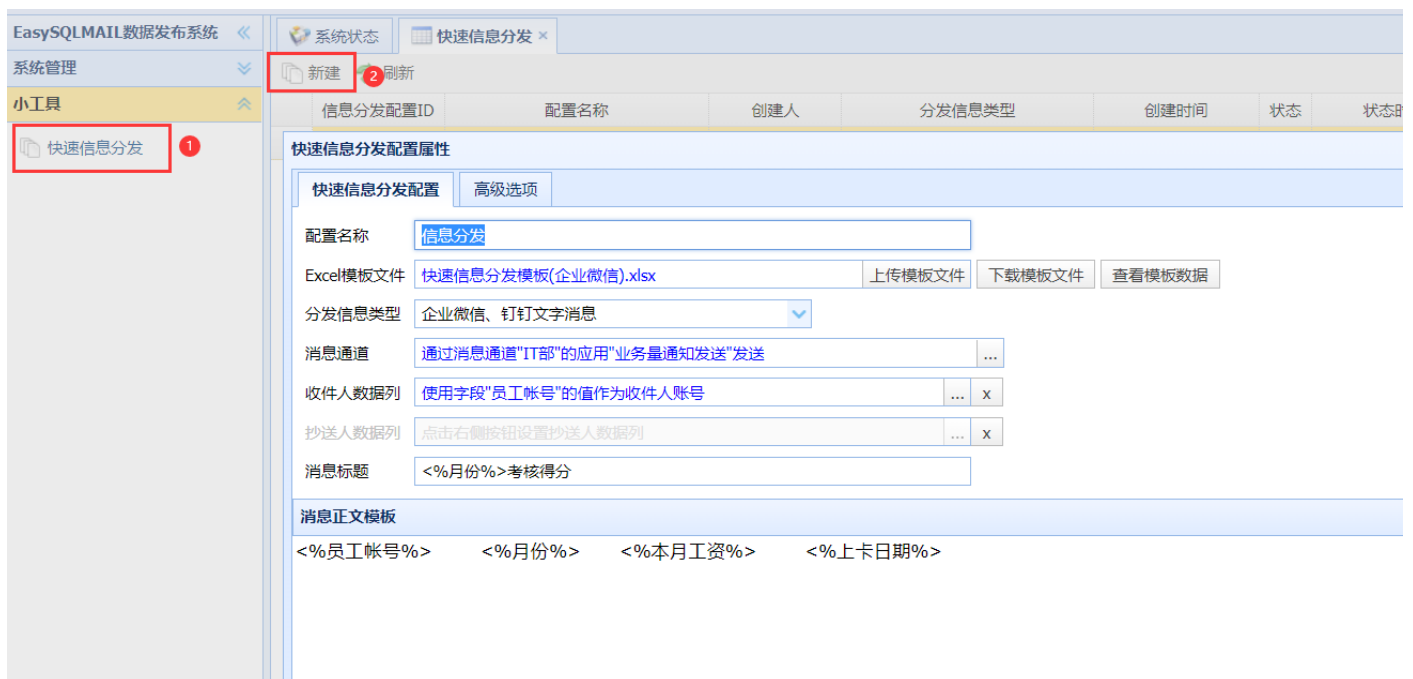 EasySQLMAIL数据发布系统
系统状态 快速信息分发 ×
系统管理
新建 2 刷新
小工具
信息分发配置ID 配置名称 创建人 分发信息类型 创建时间 状态
快速信息分发 1
快速信息分发配置属性
快速信息分发配置 高级选项
配置名称 信息分发
Excel模板文件 快速信息分发模板(企业微信).xlsx 上传模板文件 下载模板文件 查看模板数据
分发信息类型 企业微信、钉钉文字消息
消息通道 通过消息通道"IT部"的应用"业务量通知发送"发送 ...
收件人数据列 使用字段"员工帐号"的值作为收件人账号 ... x
抄送人数据列 点击右侧按钮设置抄送人数据列 ... x
消息标题 <%月份%>考核得分
消息正文模板
<%员工帐号%> <%月份%> <%本月工资%> <%上卡日期%>